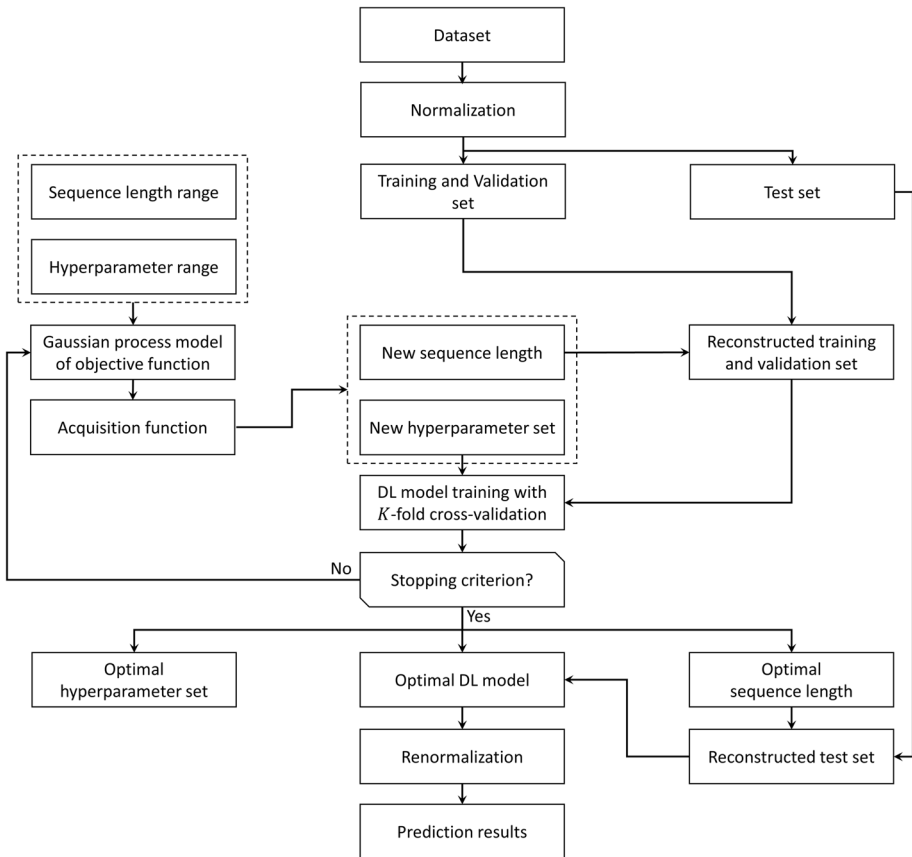 Dataset
Normalization
Training and Validation
set
Test set
Sequence length range
Hyperparameter range
Gaussian process model
of objective function
New sequence length
Reconstructed training
and validation set
Acquisition function
New hyperparameter set
DL model training with
K-fold cross-validation
No
Stopping criterion?
Yes
Optimal
hyperparameter set
Optimal DL model
Optimal
sequence length
Renormalization
Reconstructed test set
Prediction results